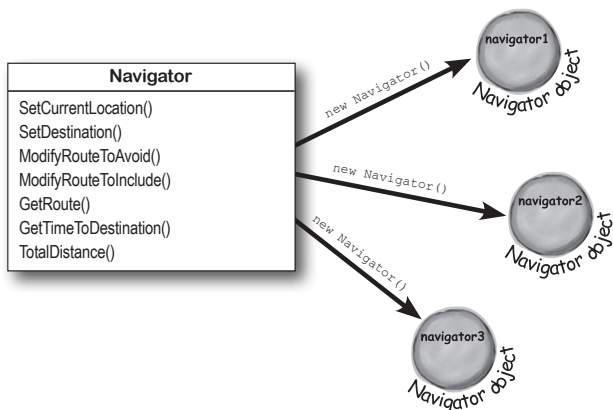 Navigator
SetCurrentLocation()
SetDestination()
ModifyRouteToAvoid()
ModifyRouteToInclude()
GetRoute()
GetTimeToDestination()
TotalDistance()
new Navigator()
navigator1
Navigator object
new Navigator()
navigator2
Navigator object
new Navigator()
navigator3
Navigator object